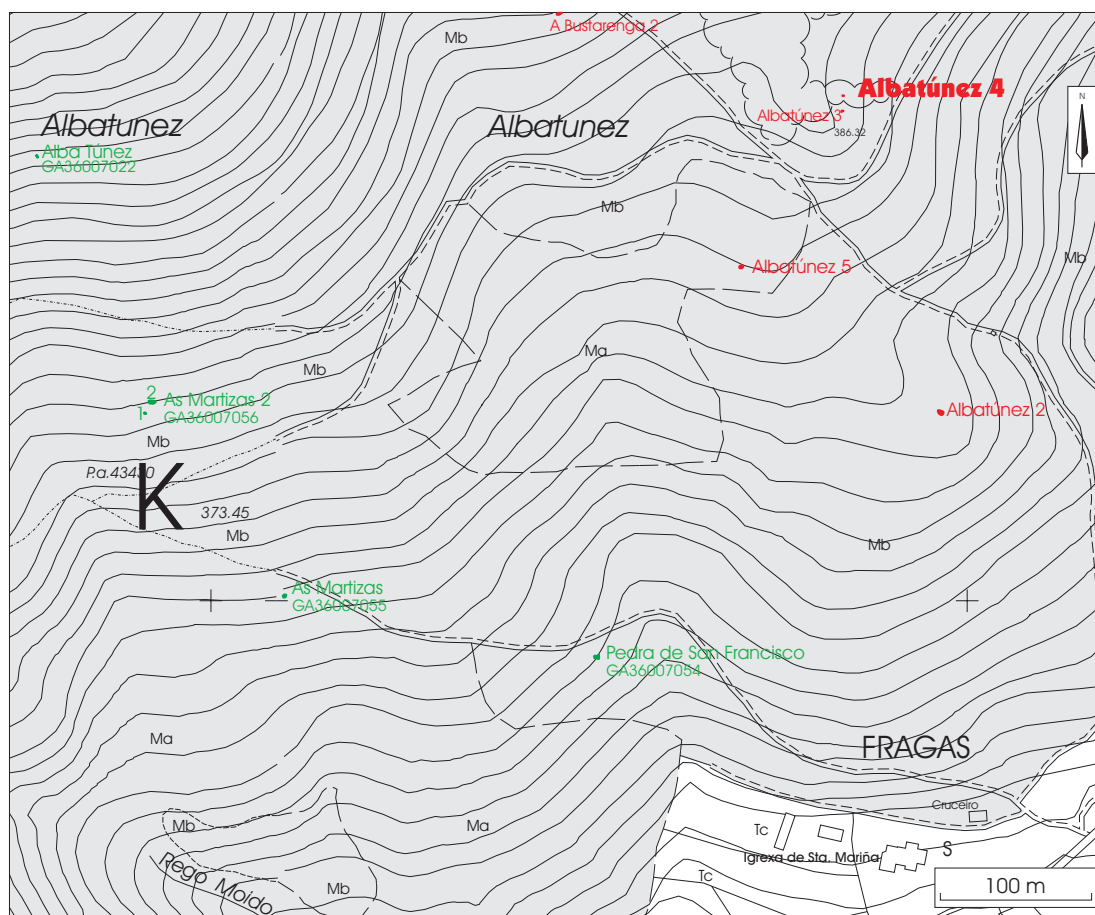 A Bustarenga 2
Mb
Albatúnez 4
N
Albatunez
Albatunez
Albatúnez 3
386.32
Alba Túnez
GA36007022
Mb
Mb
Albatúnez 5
Ma
Mb
2
As Martizas 2
1
GA36007056
Albatúnez 2
Mb
P.a.43430
K
373.45
Mb
Mb
As Martizas
GA36007055
Pedra de San Francisco
GA36007054
Ma
FRAGAS
Cruceiro
Mb
Ma
Tc
S
Igrexa de Sta. Mariña
Rego Moido
Mb
Tc
100 m